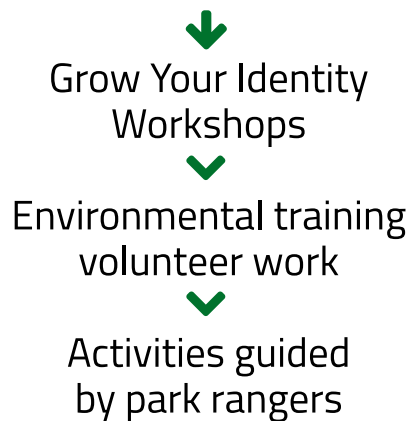 Grow Your Identity
Workshops
Environmental training
volunteer work
Activities guided
by park rangers